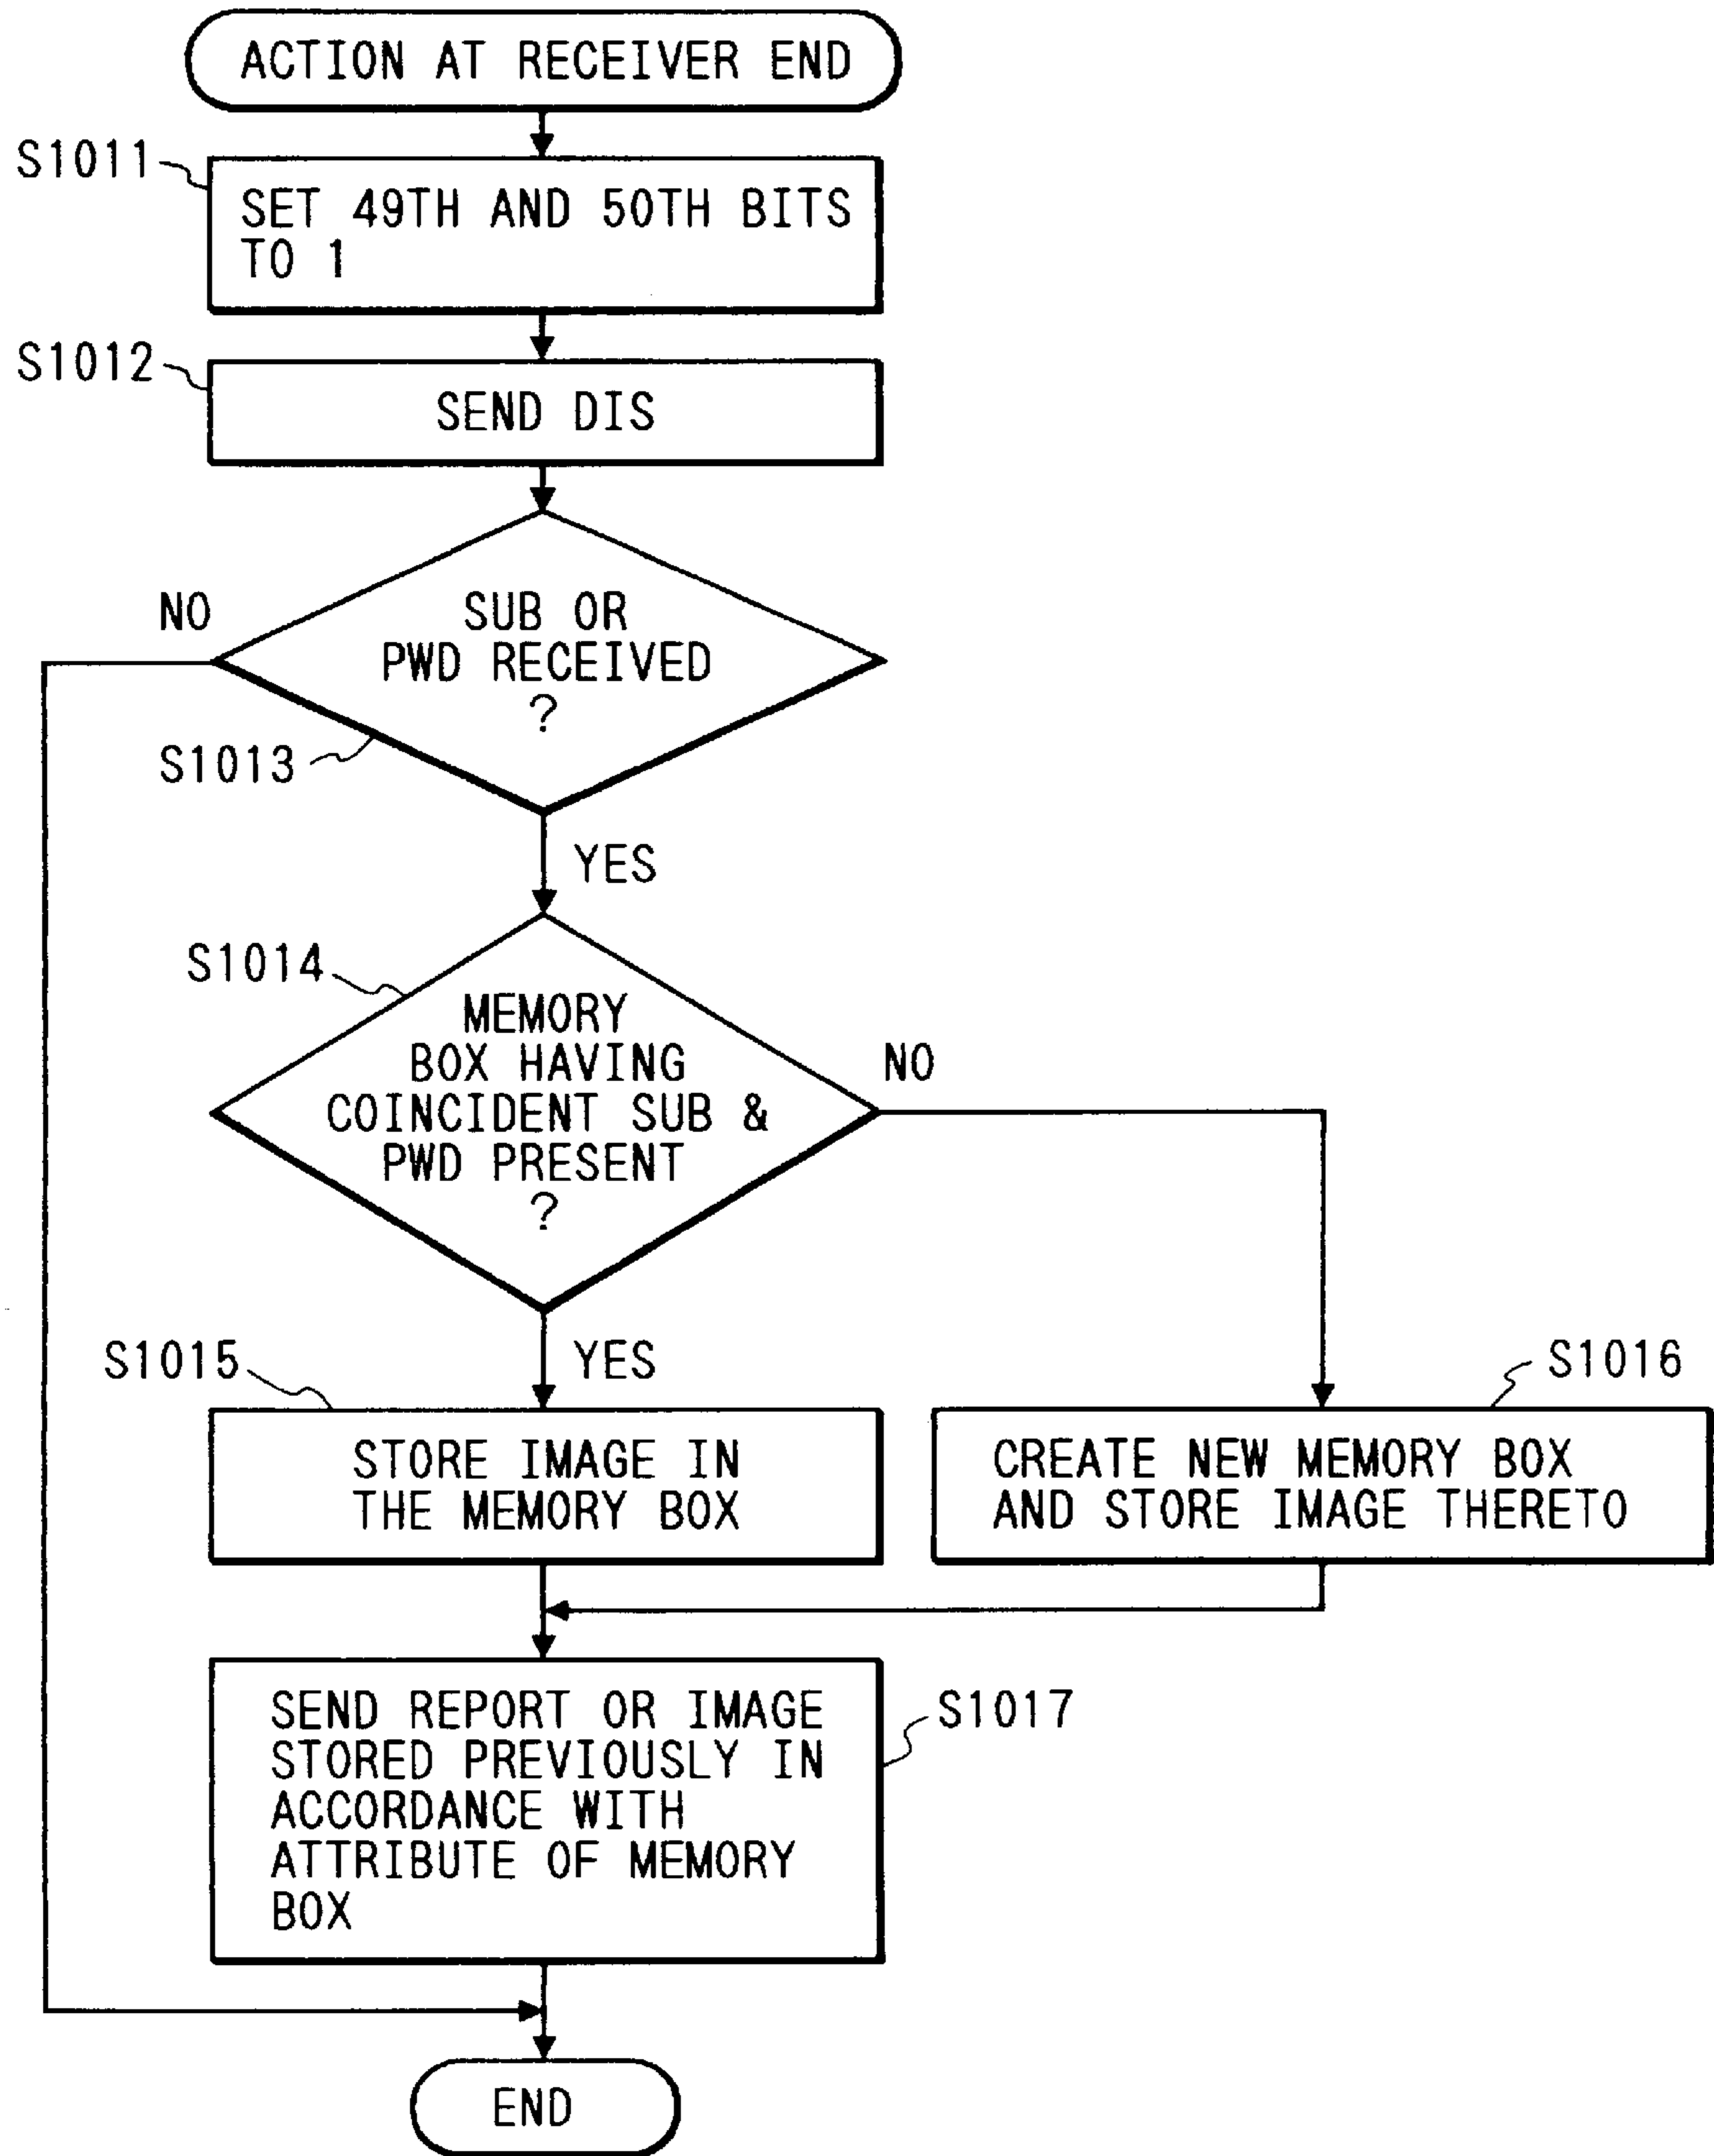 ACTION AT RECEIVER END
S1011
SET 49TH AND 50TH BITS
TO 1
S1012
SEND DIS
NO
SUB OR
PWD RECEIVED
?
S1013
YES
S1014
MEMORY
BOX HAVING
COINCIDENT SUB &
PWD PRESENT
?
NO
YES
S1015
STORE IMAGE IN
THE MEMORY BOX
S1016
CREATE NEW MEMORY BOX
AND STORE IMAGE THERETO
SEND REPORT OR IMAGE
STORED PREVIOUSLY IN
ACCORDANCE WITH
ATTRIBUTE OF MEMORY
BOX
S1017
END